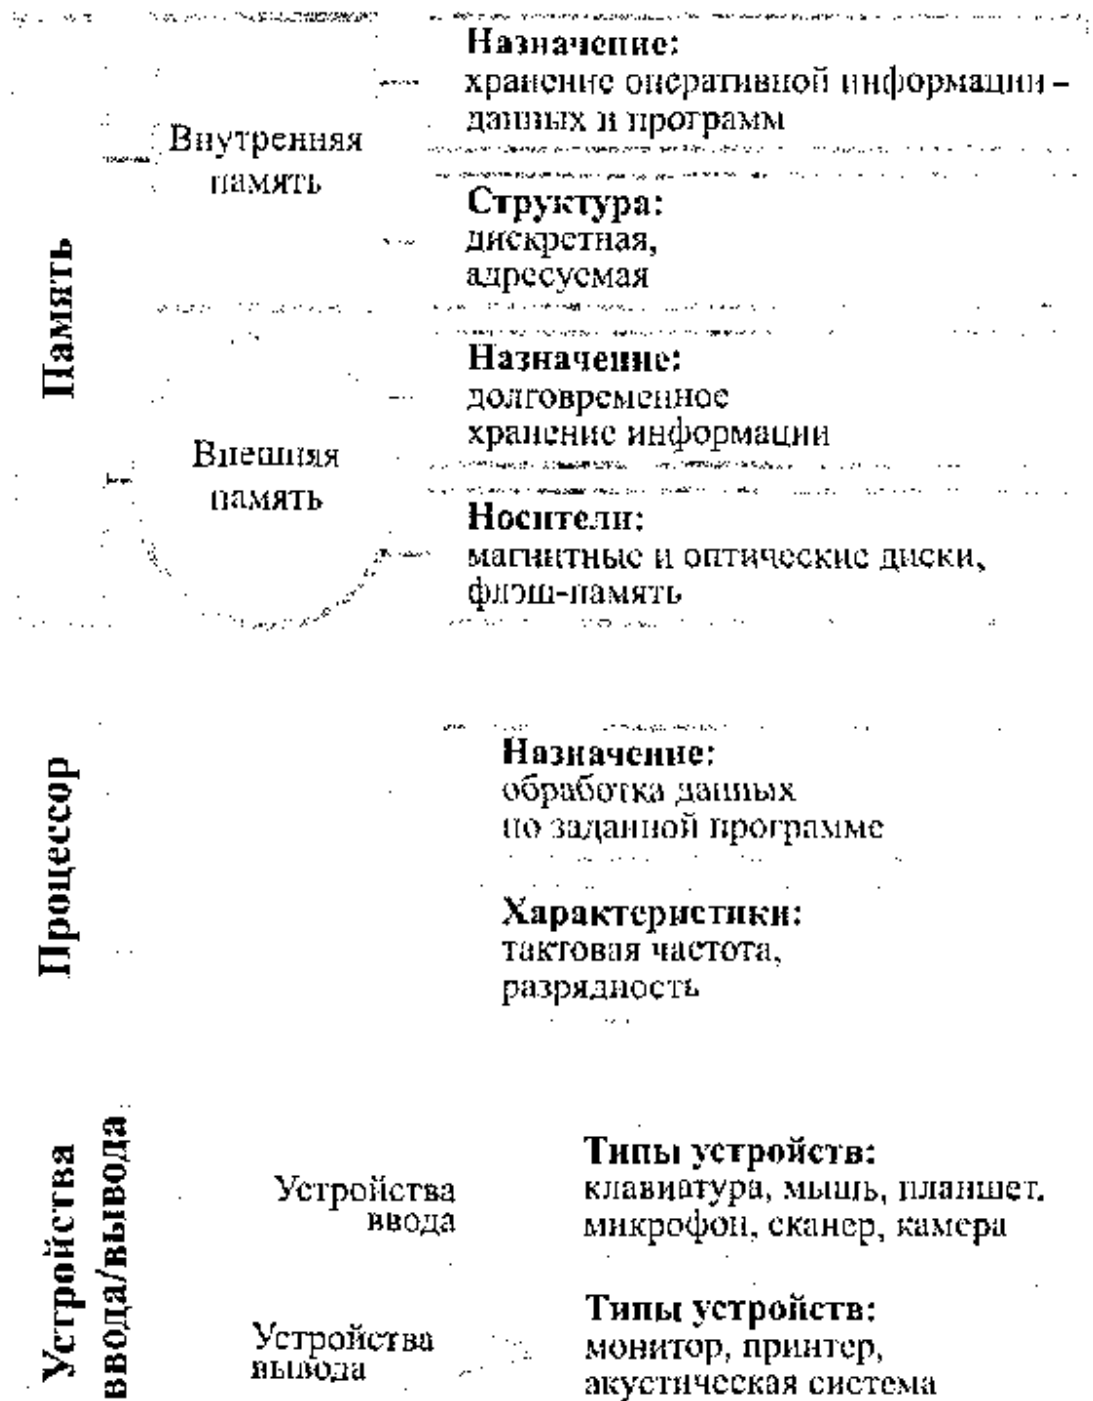 Память
Внутренняя
память
Назначение:
хранение оперативной информации –
данных и программ
Структура:
дискретная,
адресуемая
Внешняя
память
Назначение:
долговременное
хранение информации
Носители:
магнитные и оптические диски,
флэш-память
Процессор
Назначение:
обработка данных
по заданной программе
Характеристики:
тактовая частота,
разрядность
Устройства
ввода/вывода
Устройства
ввода
Типы устройств:
клавиатура, мышь, планшет,
микрофон, сканер, камера
Устройства
вывода
Типы устройств:
монитор, принтер,
акустическая система